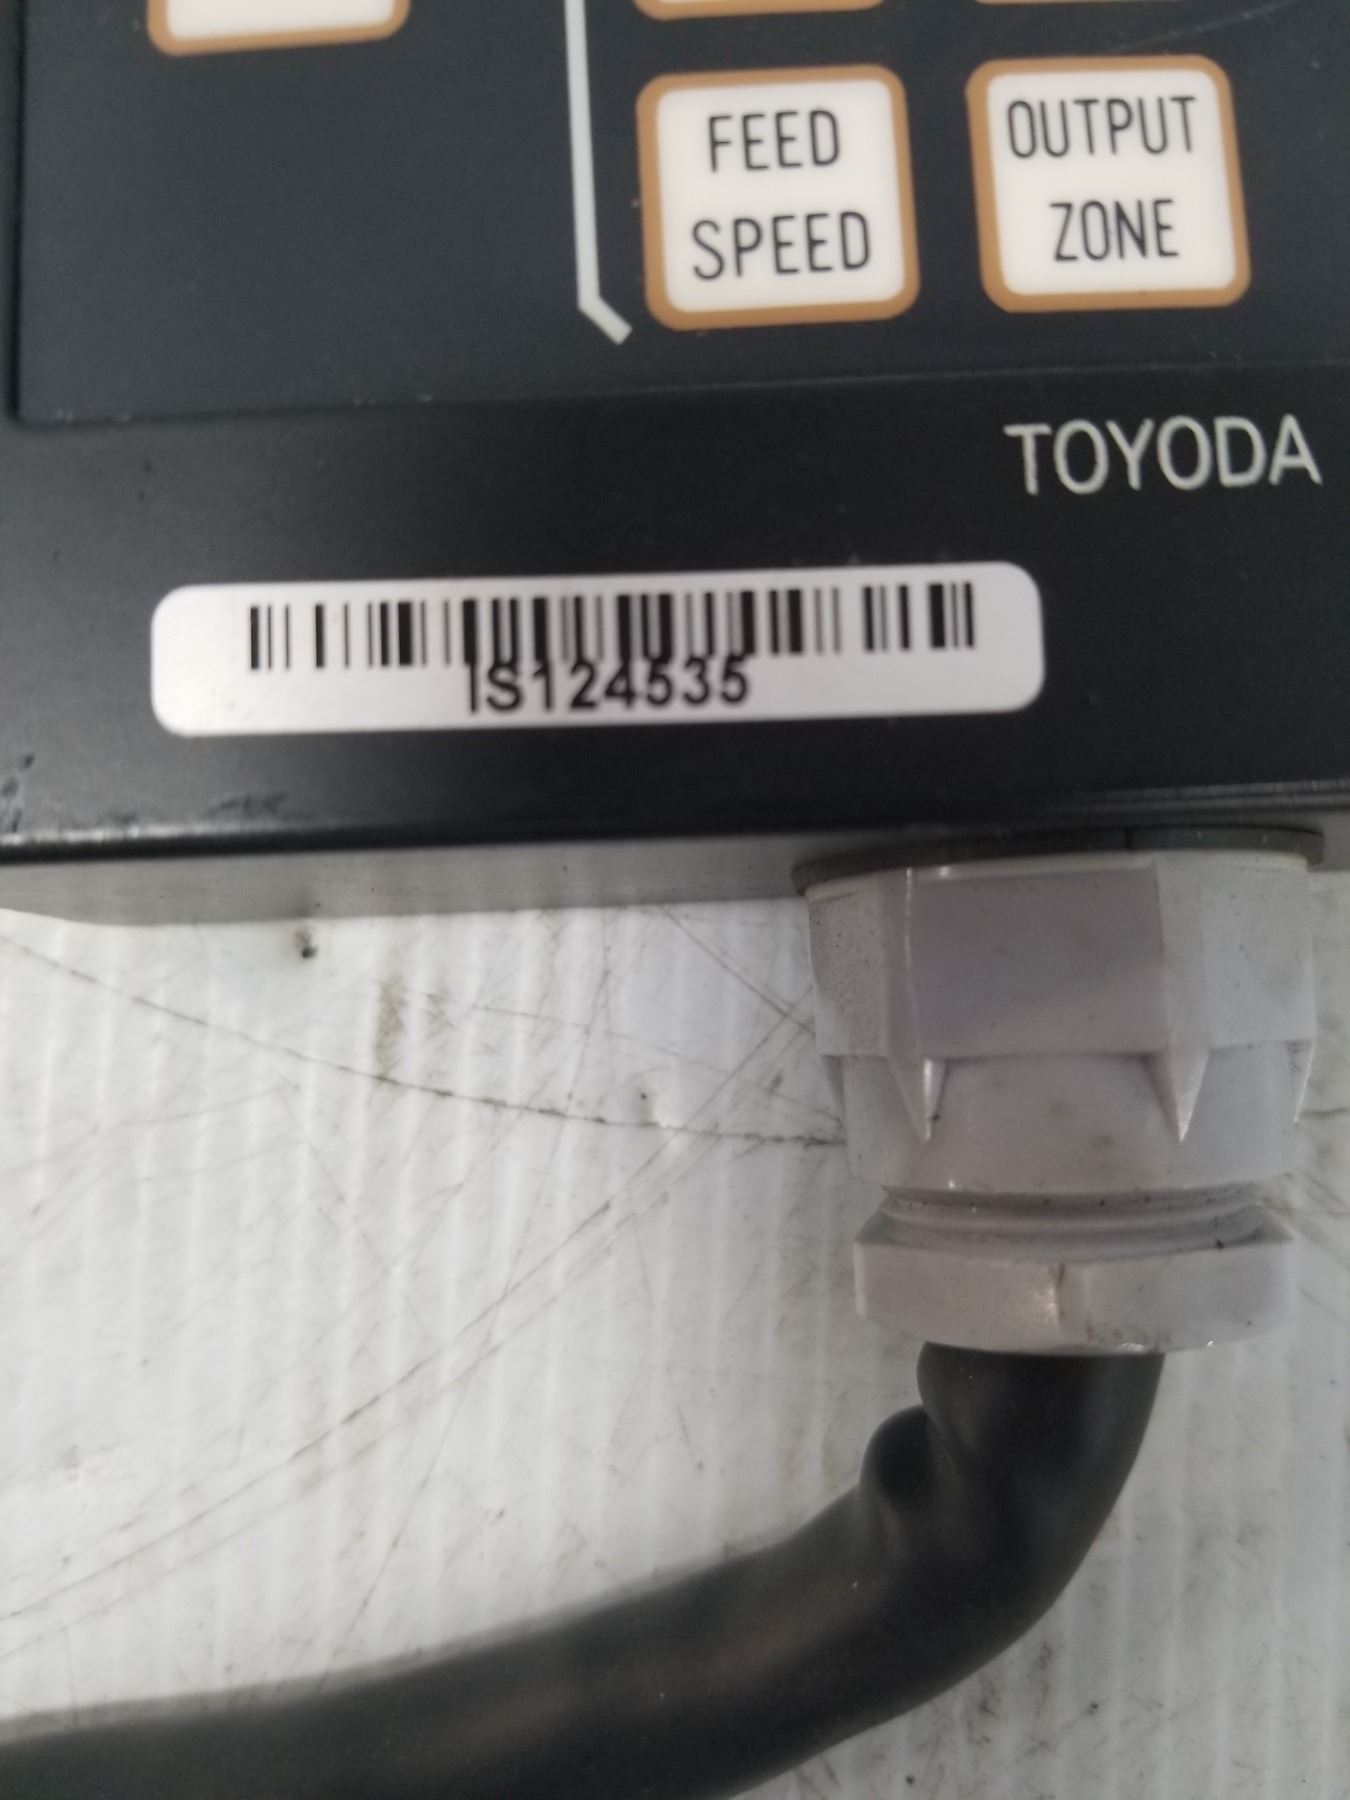 FEED
SPEED
OUTPUT
ZONE
TOYODA
IS124535